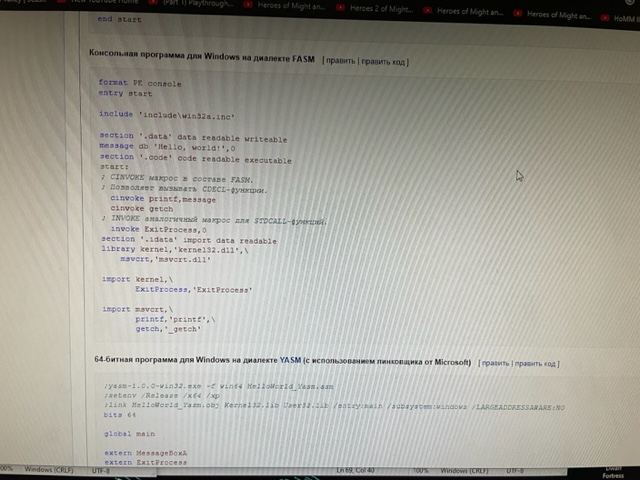 (Part 1) Playthrough...
Heroes of Might an...
Heroes 2 of Might...
Heroes of Might an...
Heroes of Might an...
HoMM II
end start
Консольная программа для Windows на диалекте FASM [править | править код]
format PE console
entry start
include 'include\win32a.inc'
section '.data' data readable writeable
message db 'Hello, world!',0
section '.code' code readable executable
start:
; CINVOKE макрос в составе FASM.
; Позволяет вызывать CDECL-функции.
cinvoke printf,message
cinvoke getch
; INVOKE аналогичный макрос для STDCALL-функций.
invoke ExitProcess,0
section '.idata' import data readable
library kernel,'kernel32.dll',\
msvcrt,'msvcrt.dll'
import kernel,\
ExitProcess,'ExitProcess'
import msvcrt,\
printf,'printf',\
getch,'_getch'
64-битная программа для Windows на диалекте YASM (с использованием линковщика от Microsoft) [править | править код]
;yasm-1.0.0-win32.exe -f win64 HelloWorld_Yasm.asm
;setenv /Release /x64 /xp
;link HelloWorld_Yasm.obj Kernel32.lib User32.lib /entry:main /subsystem:windows /LARGEADDRESSAWARE:NO
bits 64
global main
extern MessageBoxA
extern ExitProcess
00% Windows (CRLF) UTF-8 Ln 69, Col 40 100% Windows (CRLF) UTF-8
Dwarf
Fortress